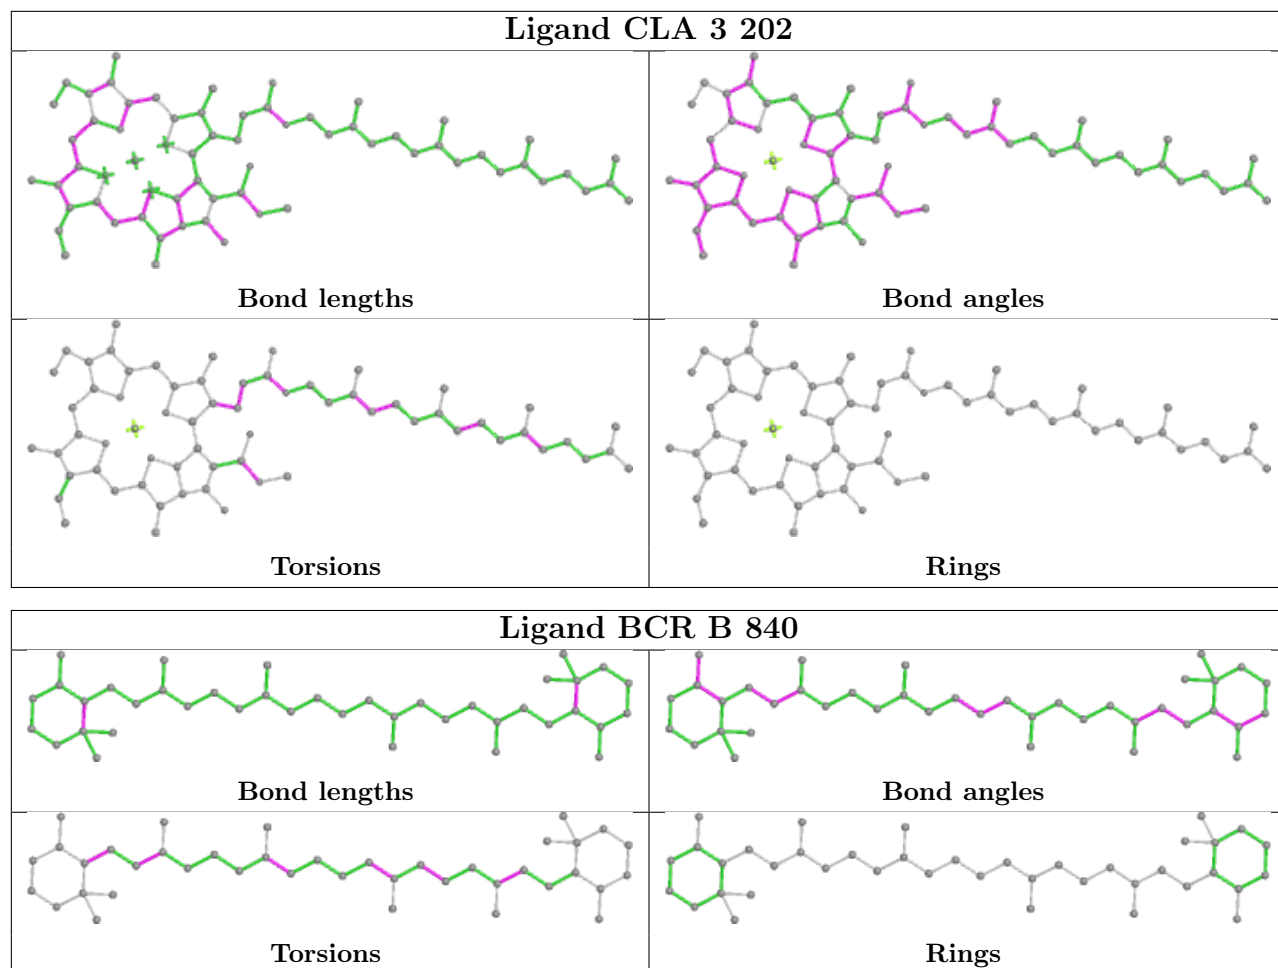 Ligand CLA 3 202
Bond lengths
Bond angles
Torsions
Rings
Ligand BCR B 840
Bond lengths
Bond angles
Torsions
Rings